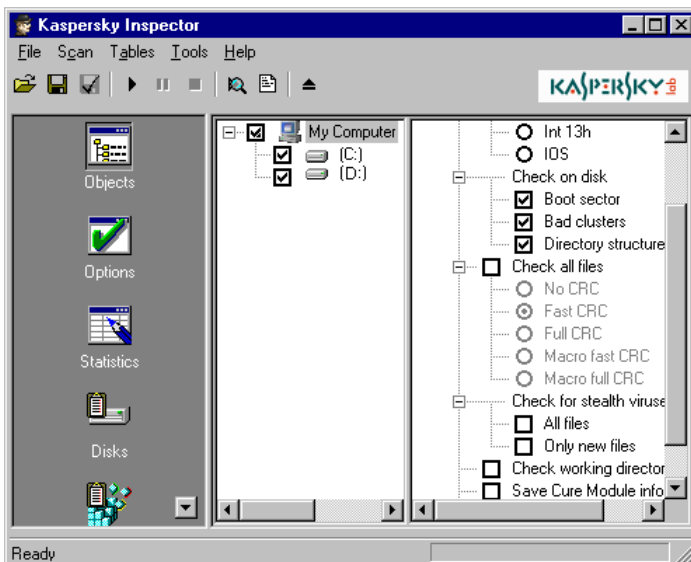 Kaspersky Inspector
File Scan Tables Tools Help
KASPERSKY lab
Objects
Options
Statistics
Disks
My Computer
(C:)
(D:)
Int 13h
IOS
Check on disk
Boot sector
Bad clusters
Directory structure
Check all files
No CRC
Fast CRC
Full CRC
Macro fast CRC
Macro full CRC
Check for stealth viruse
All files
Only new files
Check working director
Save Cure Module info
Ready